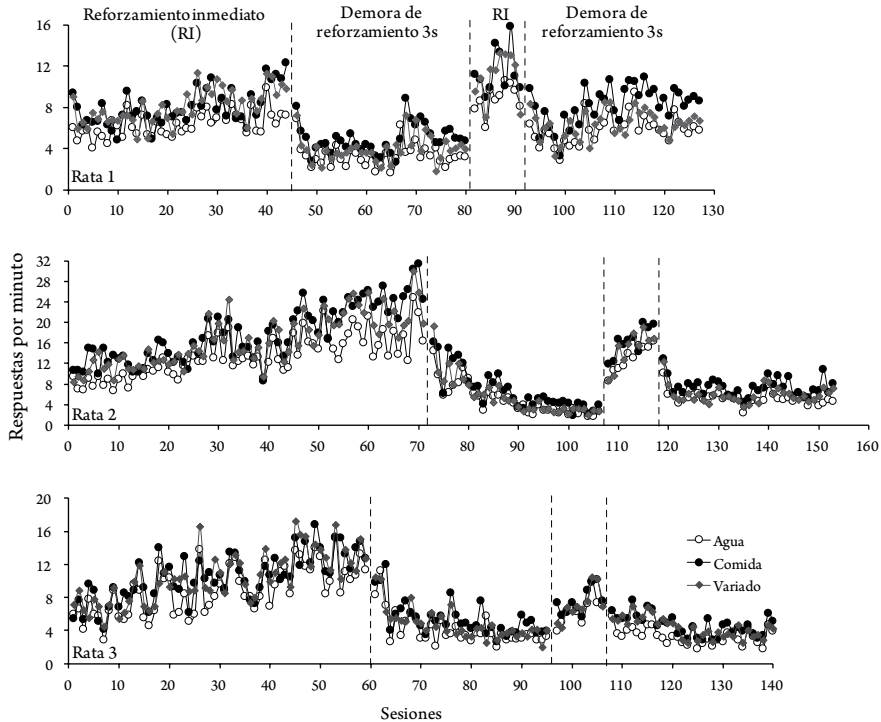 Reforzamiento inmediato
(RI)
Demora de
reforzamiento 3s
RI
Demora de
reforzamiento 3s
16
12
8
4
0
Rata 1
0 10 20 30 40 50 60 70 80 90 100 110 120 130
Respuestas por minuto
32
28
24
20
16
12
8
4
0
Rata 2
0 10 20 30 40 50 60 70 80 90 100 110 120 130 140 150 160
20
16
12
8
4
0
Rata 3
Agua
Comida
Variado
0 10 20 30 40 50 60 70 80 90 100 110 120 130 140
Sesiones